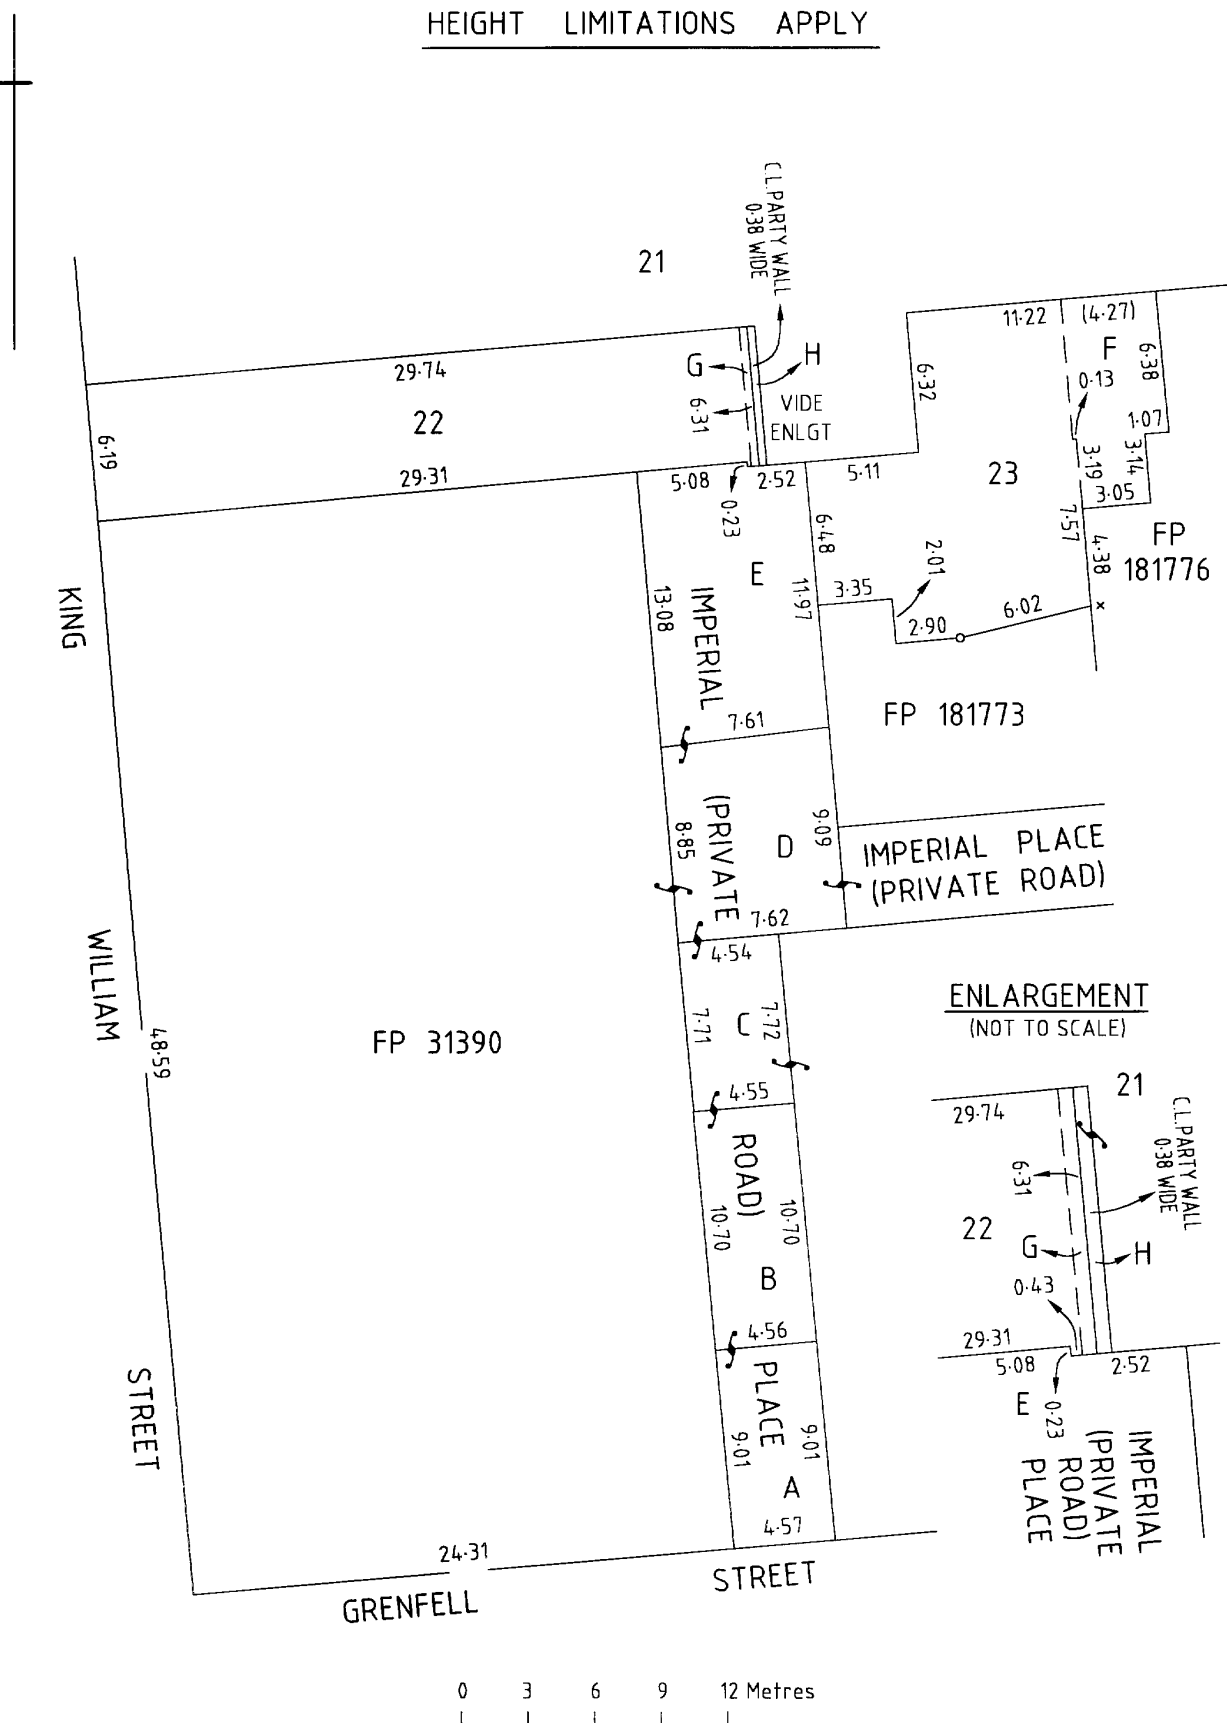 HEIGHT LIMITATIONS APPLY
C.L.PARTY WALL
0·38 WIDE
21
11·22
(4·27)
F
6·38
29·74
G
H
6·32
0·13
6·31
VIDE
ENLGT
22
1·07
6·19
3·19
3·14
29·31
5·08
2·52
5·11
23
3·05
0·23
6·48
7·57
4·38
FP
181776
2·01
E
KING
IMPERIAL
13·08
11·97
3·35
2·90
6·02
x
7·61
FP 181773
(PRIVATE
8·85
D
9·09
IMPERIAL PLACE
(PRIVATE ROAD)
7·62
4·54
WILLIAM
7·71
C
7·72
ENLARGEMENT
(NOT TO SCALE)
48·59
FP 31390
4·55
21
29·74
C.L.PARTY WALL
0·38 WIDE
ROAD)
10·70
10·70
6·31
22
G
H
B
0·43
4·56
29·31
5·08
2·52
STREET
PLACE
E
0·23
9·01
9·01
IMPERIAL
(PRIVATE
ROAD)
PLACE
A
4·57
24·31
GRENFELL STREET
0 3 6 9 12 Metres